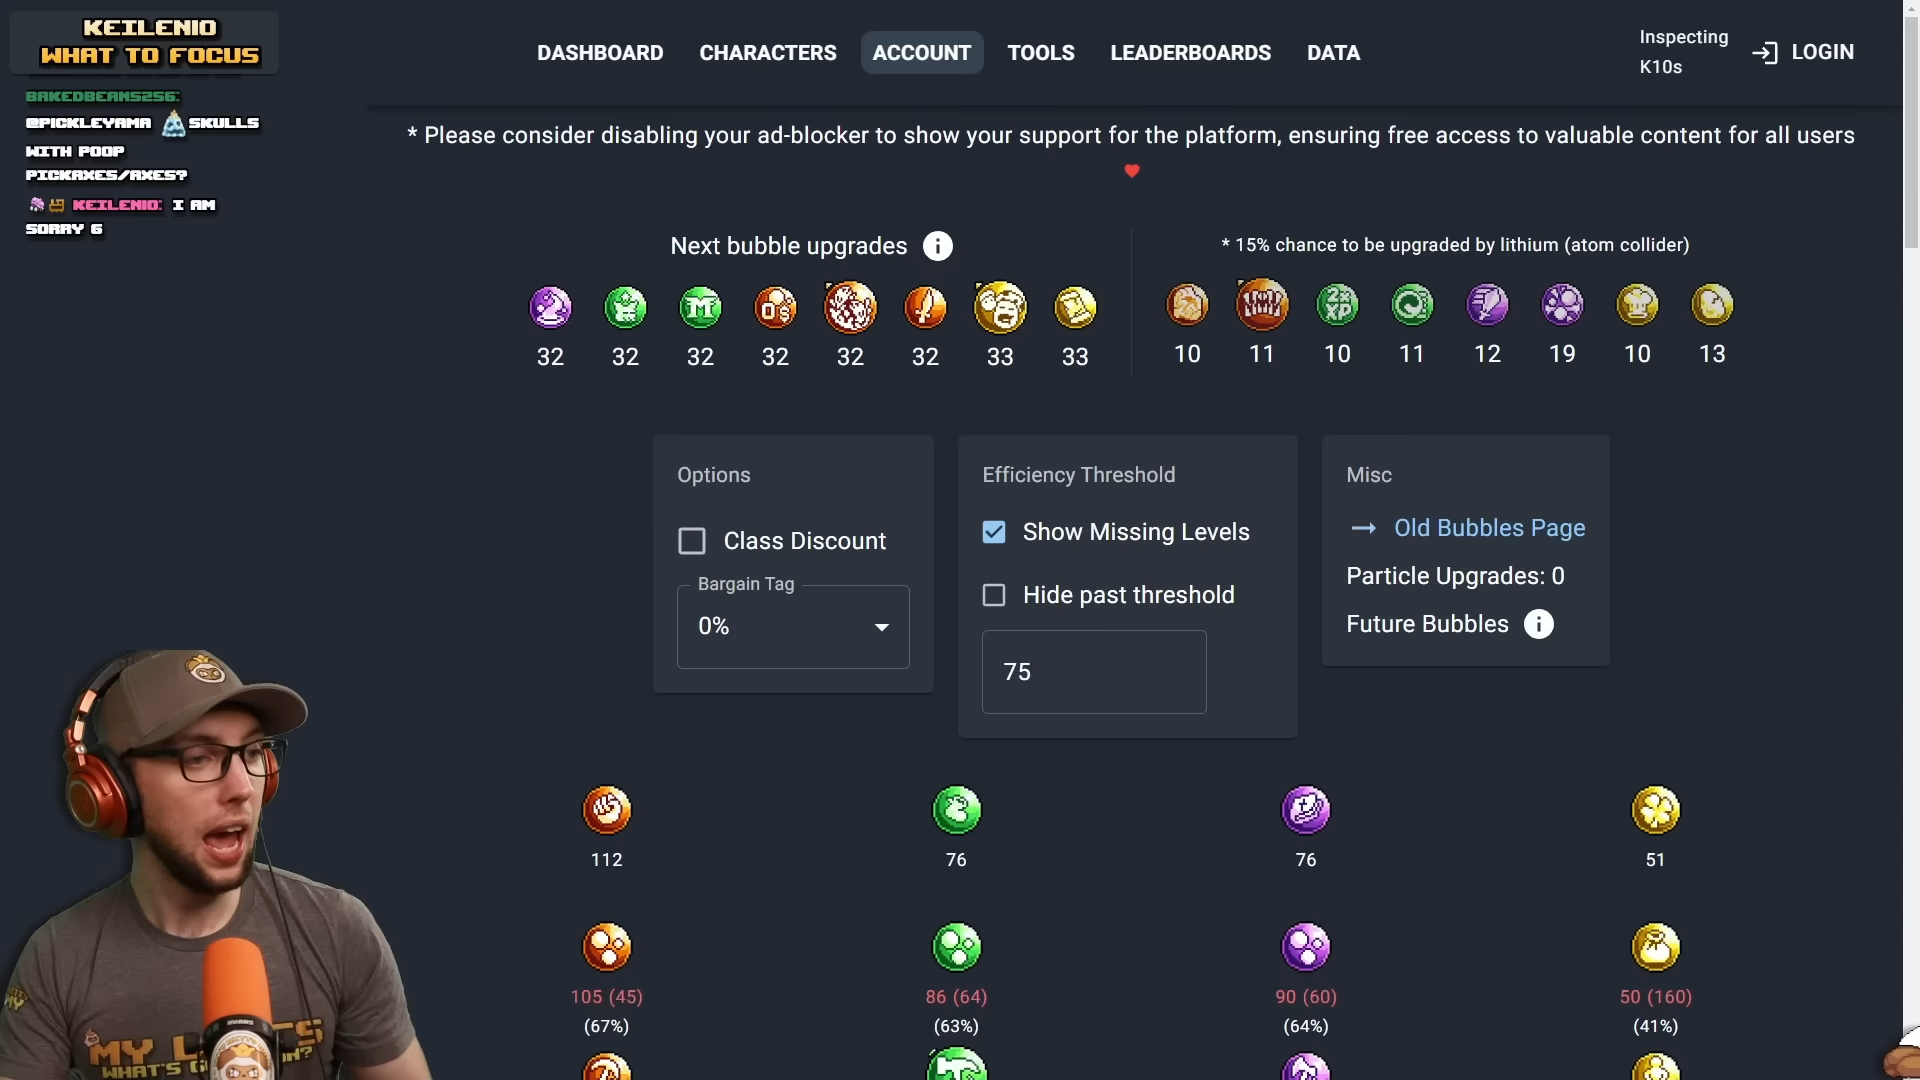 KEILENIO
WHAT TO FOCUS
BAKEDBEANS256:
@PICKLEYAMA SKULLS
WITH POOP
PICKAXES/AXES?
KEILENIO: I AM
SORRY 6
DASHBOARD CHARACTERS ACCOUNT TOOLS LEADERBOARDS DATA
Inspecting
K10s
LOGIN
* Please consider disabling your ad-blocker to show your support for the platform, ensuring free access to valuable content for all users
Next bubble upgrades
* 15% chance to be upgraded by lithium (atom collider)
32 32 32 32 32 32 33 33
10 11 10 11 12 19 10 13
Options
Class Discount
Bargain Tag
0%
Efficiency Threshold
Show Missing Levels
Hide past threshold
75
Misc
Old Bubbles Page
Particle Upgrades: 0
Future Bubbles
112 76 76 51
105 (45) 86 (64) 90 (60) 50 (160)
(67%) (63%) (64%) (41%)